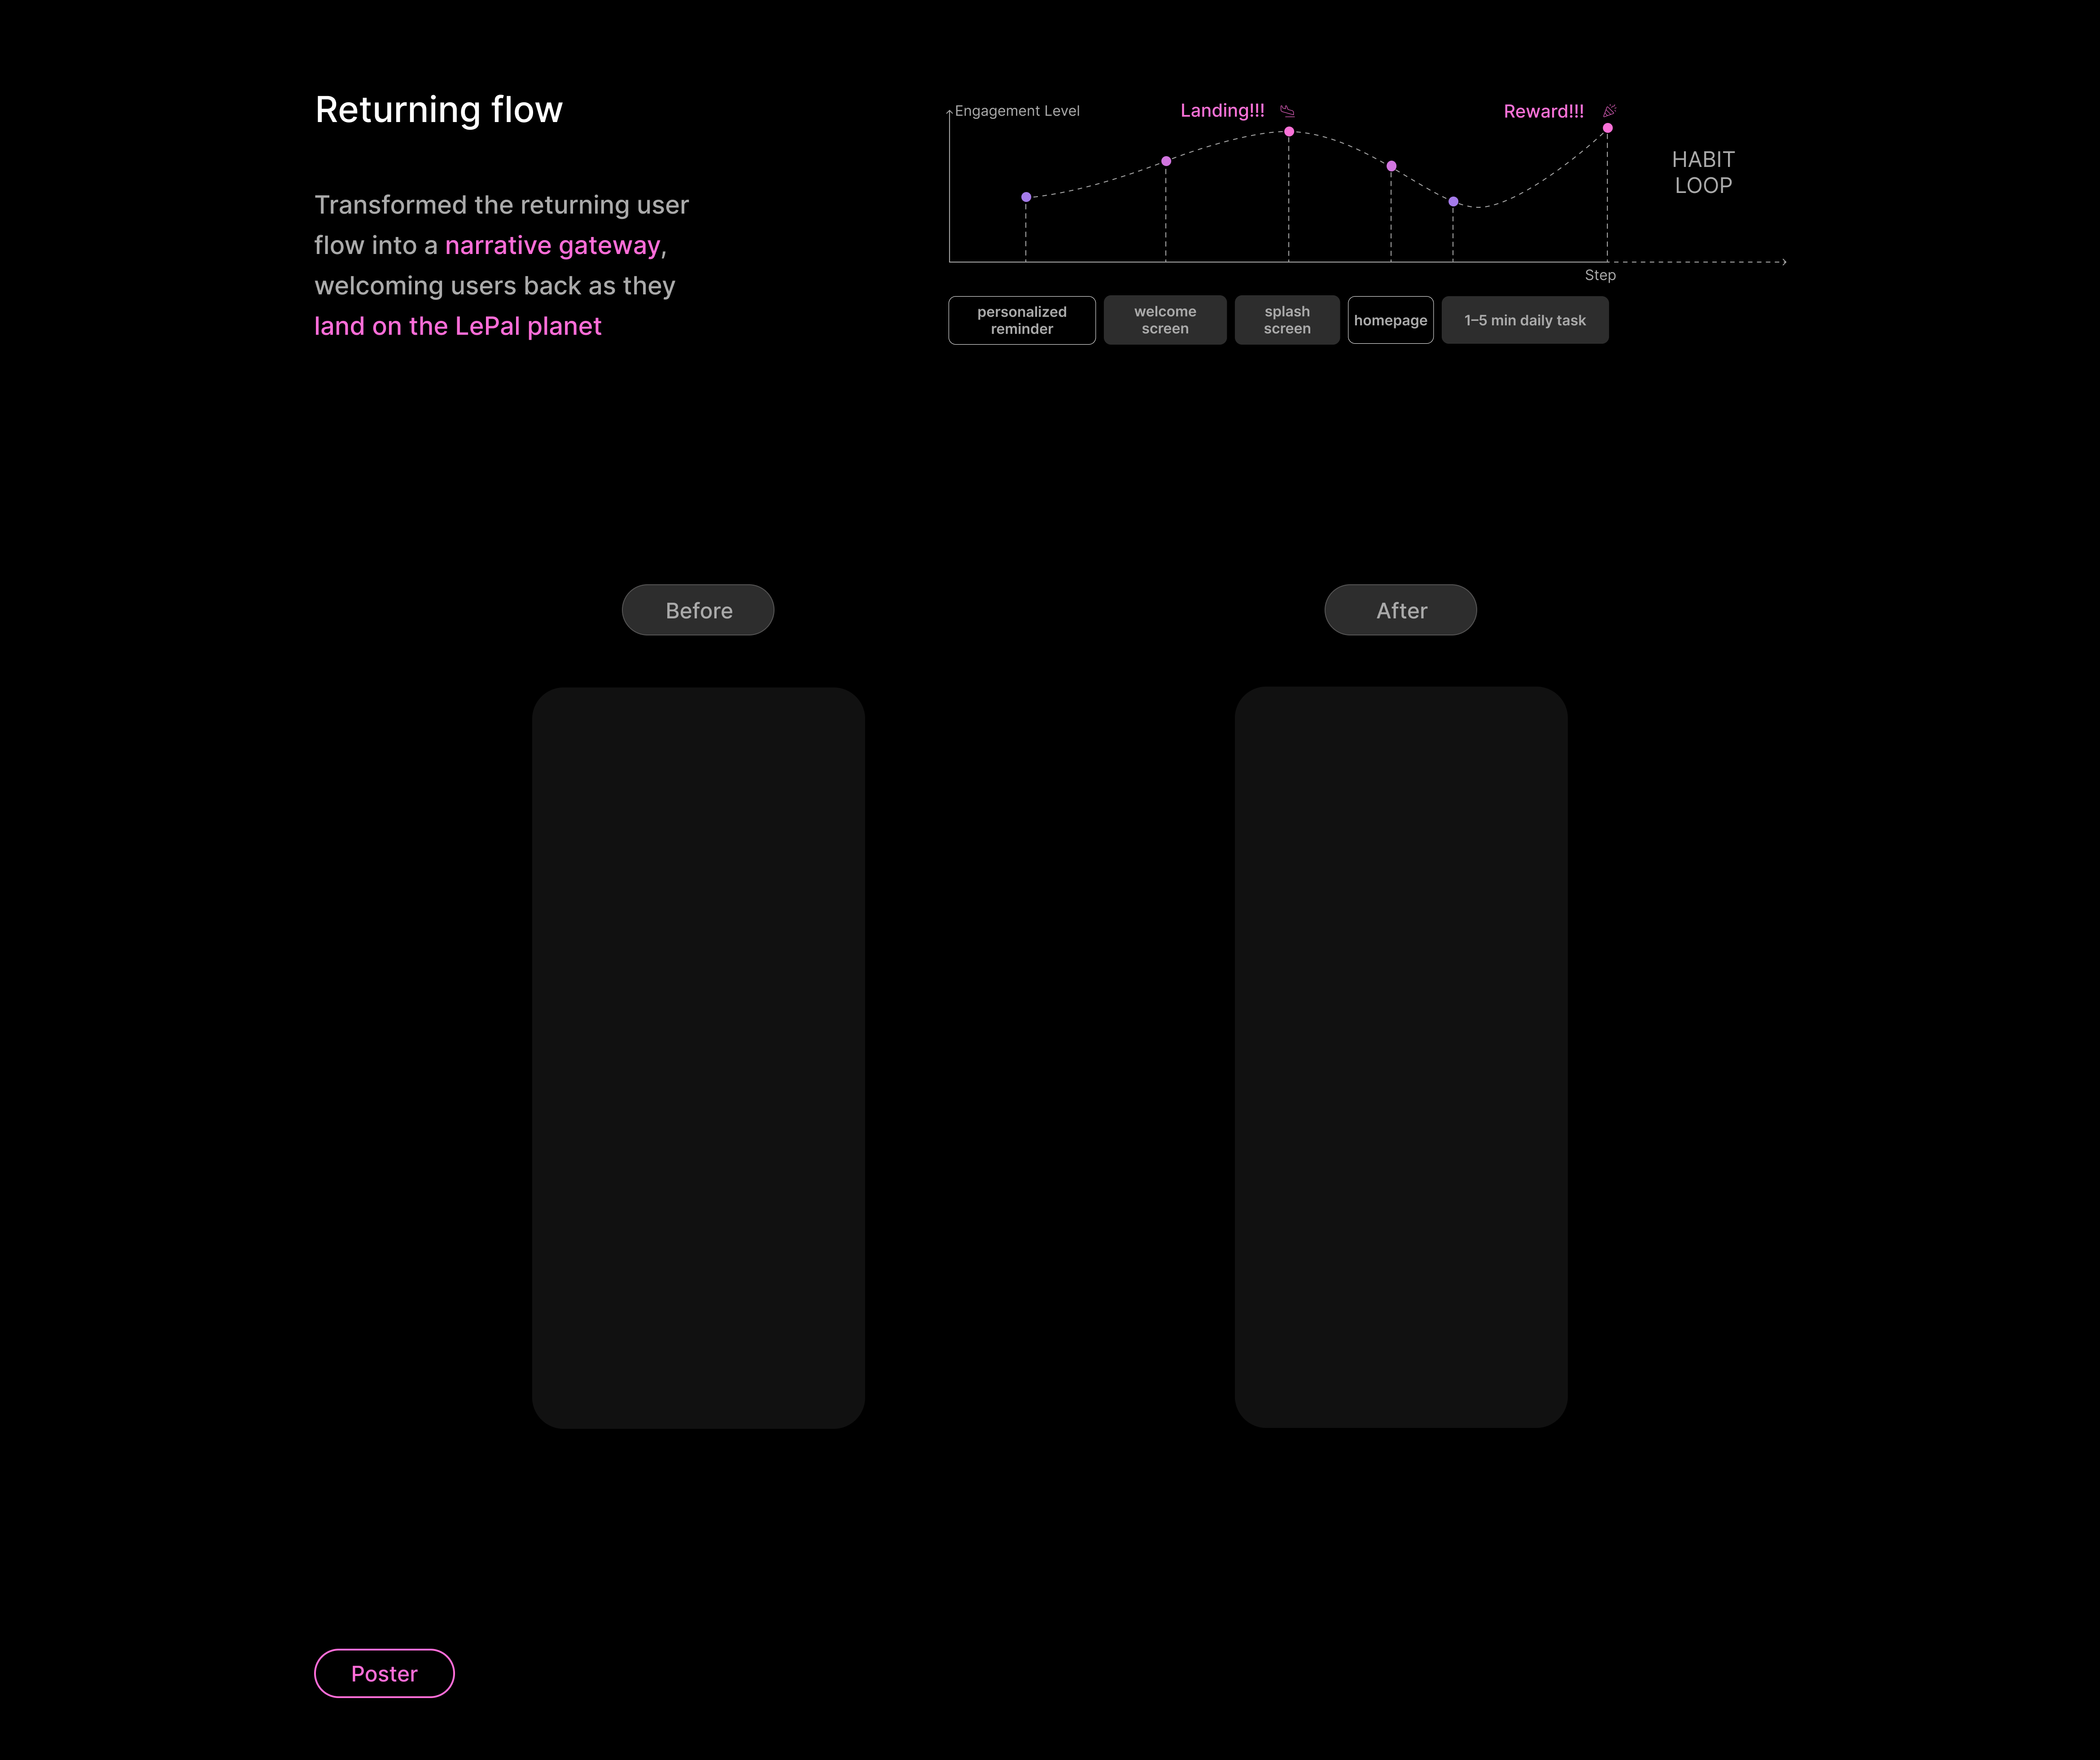 Returning flow
Transformed the returning user
flow into a narrative gateway,
welcoming users back as they
land on the LePal planet
Engagement Level
Landing!!!
Reward!!!
HABIT
LOOP
Step
personalized
reminder
welcome
screen
splash
screen
homepage
1–5 min daily task
Before
After
Poster